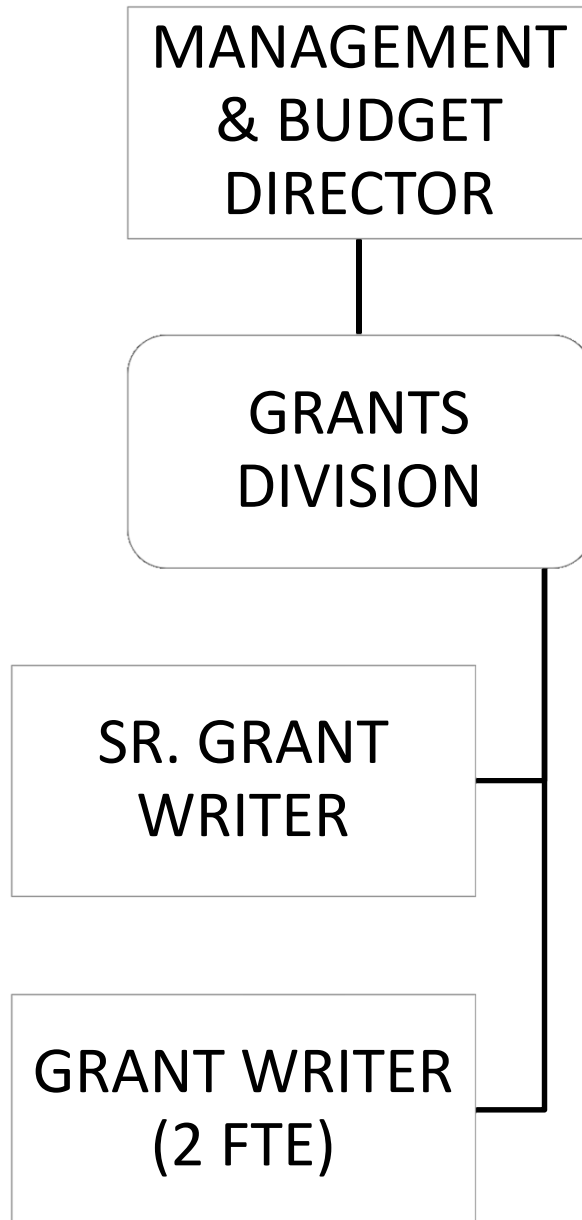 MANAGEMENT
& BUDGET
DIRECTOR
GRANTS
DIVISION
SR. GRANT
WRITER
GRANT WRITER
(2 FTE)